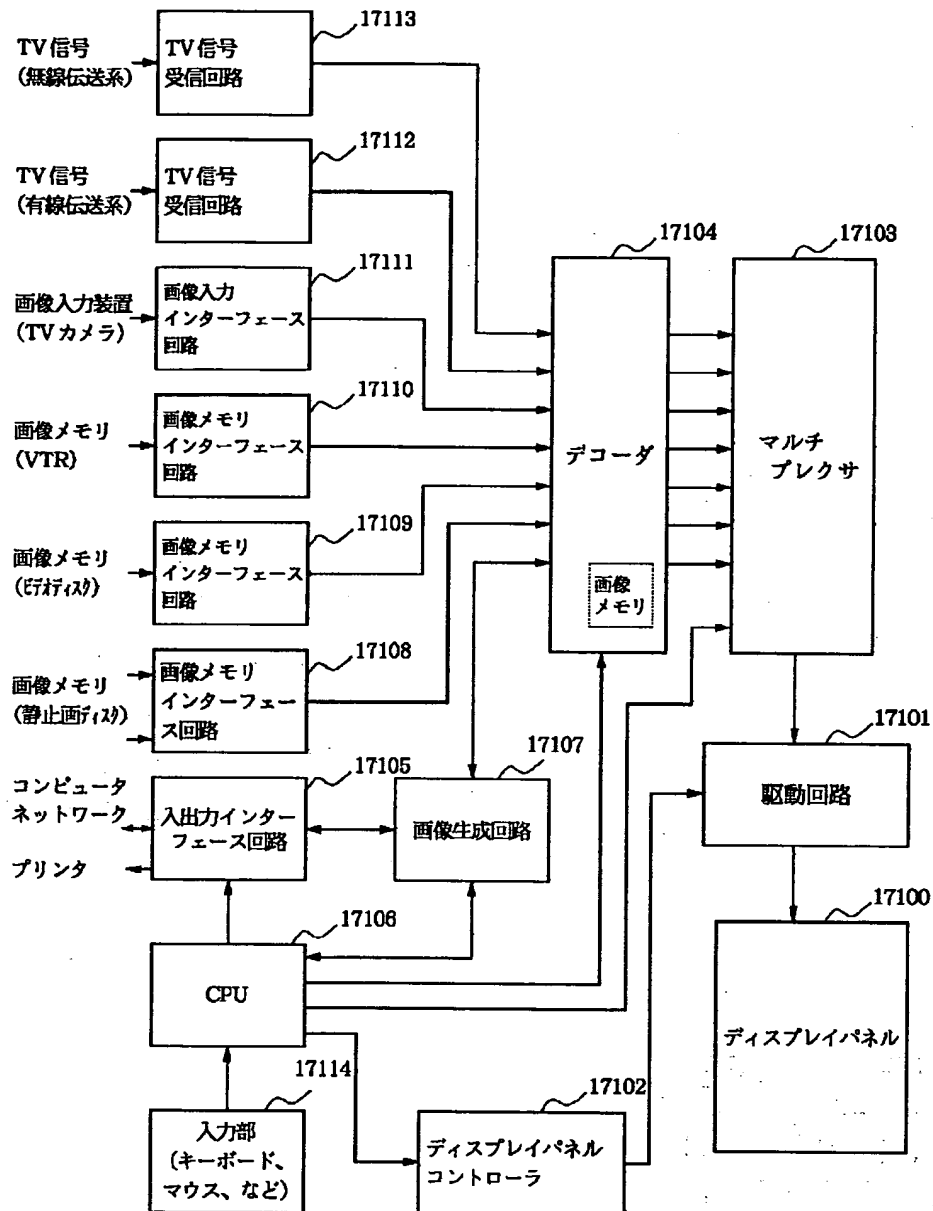 17113
TV信号
(無線伝送系)
TV信号
受信回路
17112
TV信号
(有線伝送系)
TV信号
受信回路
17104
17103
17111
画像入力装置
(TVカメラ)
画像入力
インターフェース
回路
17110
画像メモリ
(VTR)
画像メモリ
インターフェース
回路
デコーダ
マルチ
プレクサ
17109
画像メモリ
(ビデオディスク)
画像メモリ
インターフェース
回路
画像
メモリ
17108
画像メモリ
(静止画ディスク)
画像メモリ
インターフェー
ス回路
17101
17107
17105
コンピュータ
ネットワーク
プリンタ
入出力インター
フェース回路
画像生成回路
駆動回路
17100
17106
CPU
ディスプレイパネル
17114
17102
入力部
(キーボード、
マウス、など)
ディスプレイパネル
コントローラ